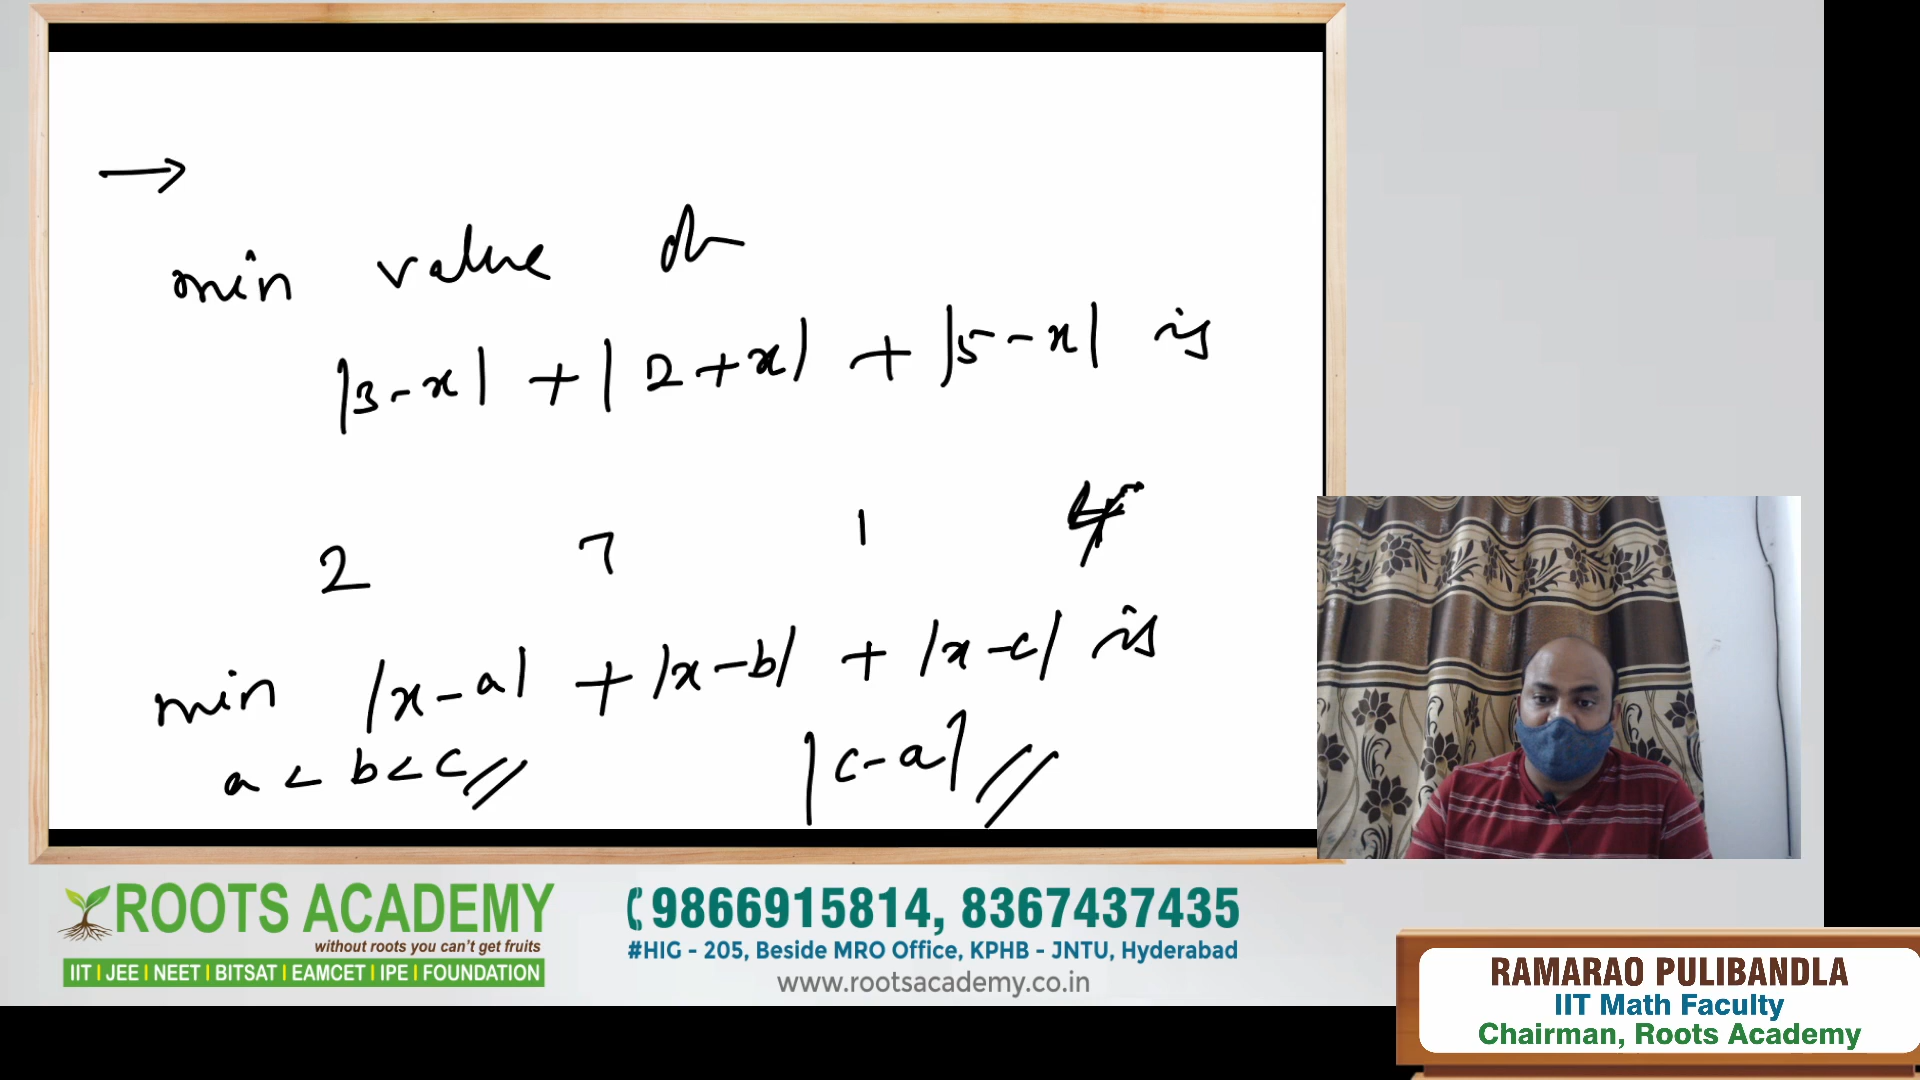 →
min value of
|3-x| + |2+x| + |5-x| is
2 7 1
min |x-a| + |x-b| + |x-c| is
a < b < c // |c-a| //
ROOTS ACADEMY
without roots you can't get fruits
IIT | JEE | NEET | BITSAT | EAMCET | IPE | FOUNDATION
9866915814, 8367437435
#HIG - 205, Beside MRO Office, KPHB - JNTU, Hyderabad
www.rootsacademy.co.in
RAMARAO PULIBANDLA
IIT Math Faculty
Chairman, Roots Academy